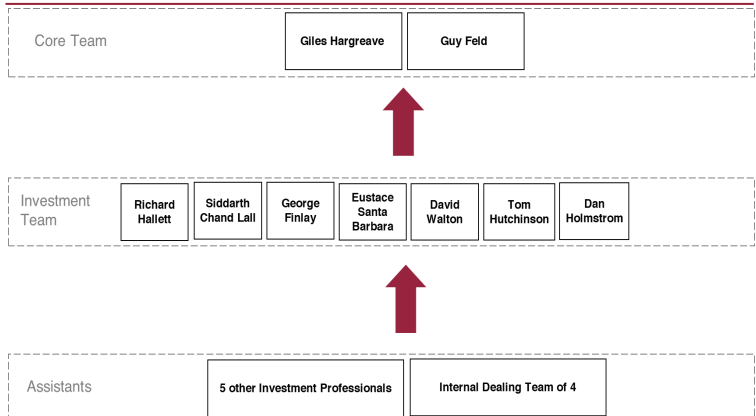 Core Team
Giles Hargreave
Guy Feld
Investment
Team
Richard
Hallett
Siddarth
Chand Lall
George
Finlay
Eustace
Santa
Barbara
David
Walton
Tom
Hutchinson
Dan
Holmstrom
Assistants
5 other Investment Professionals
Internal Dealing Team of 4